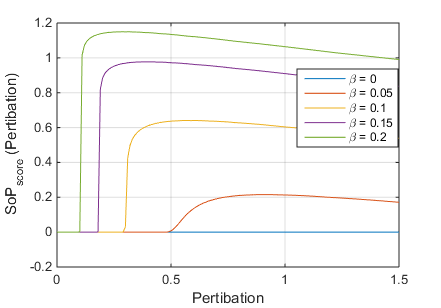 1.2
1
0.8
0.6
0.4
0.2
0
-0.2
SoP_score (Pertibation)
β = 0
β = 0.05
β = 0.1
β = 0.15
β = 0.2
0 0.5 1 1.5
Pertibation